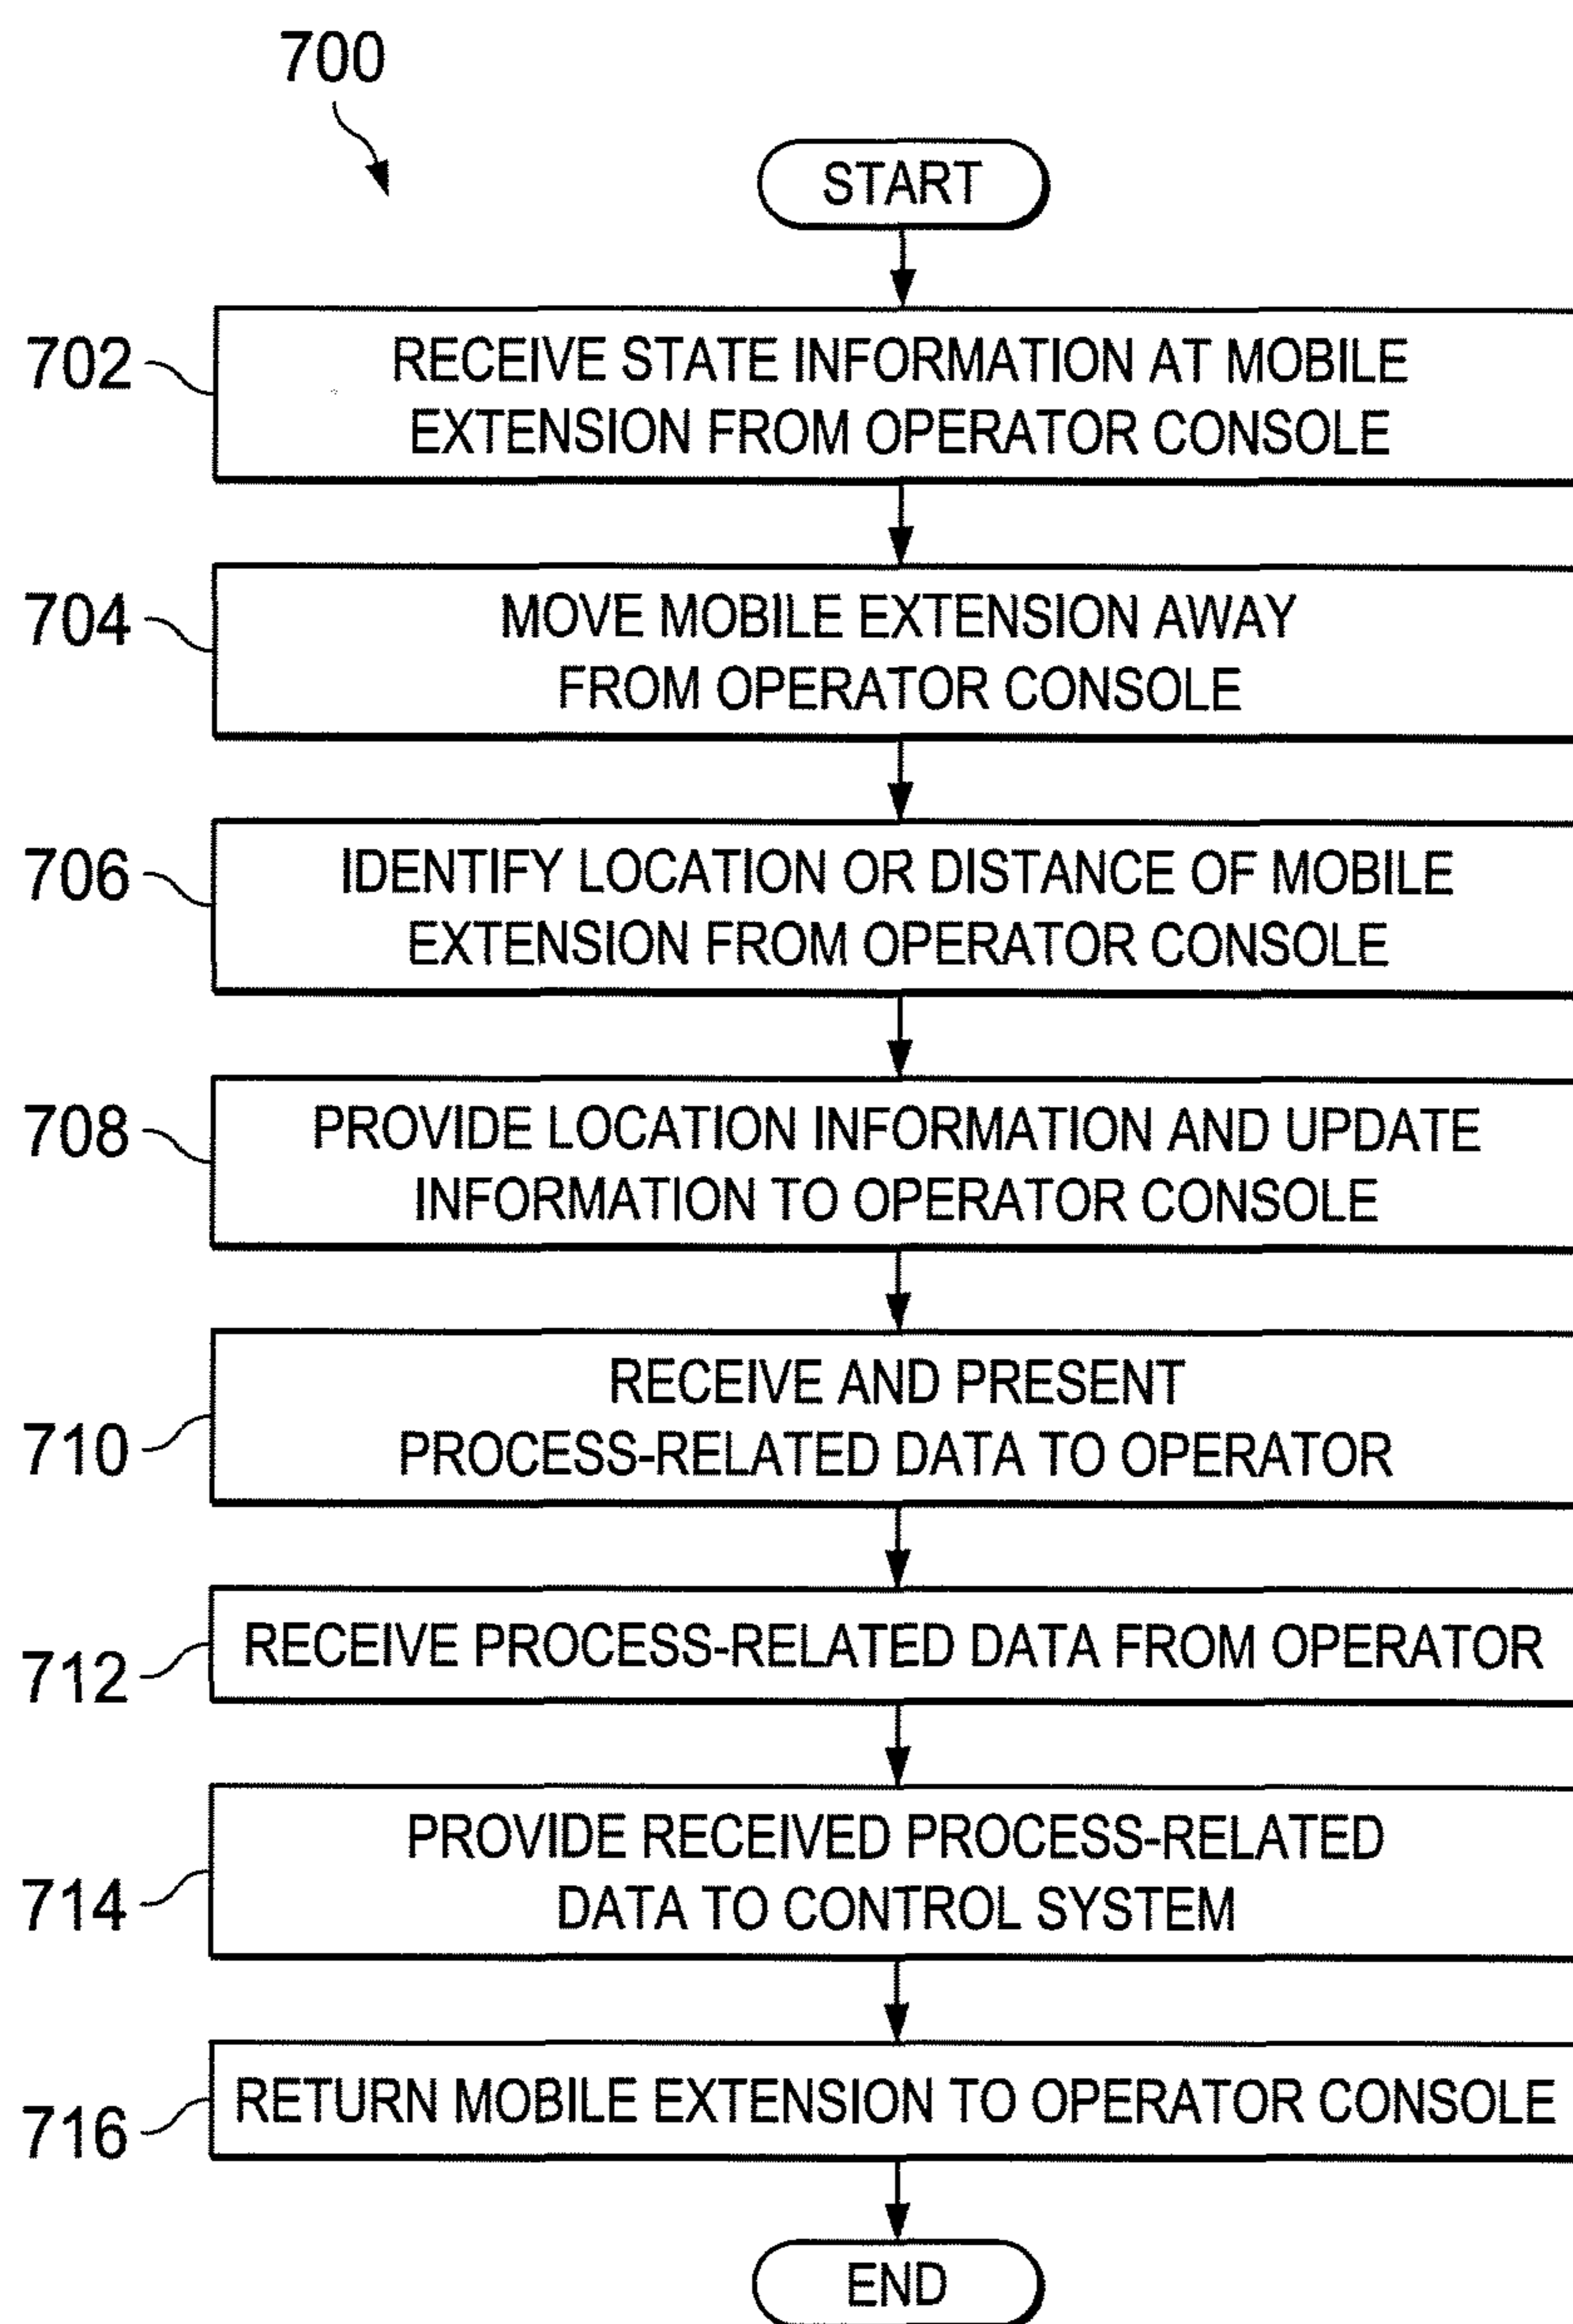 700
START
702
RECEIVE STATE INFORMATION AT MOBILE
EXTENSION FROM OPERATOR CONSOLE
704
MOVE MOBILE EXTENSION AWAY
FROM OPERATOR CONSOLE
706
IDENTIFY LOCATION OR DISTANCE OF MOBILE
EXTENSION FROM OPERATOR CONSOLE
708
PROVIDE LOCATION INFORMATION AND UPDATE
INFORMATION TO OPERATOR CONSOLE
710
RECEIVE AND PRESENT
PROCESS-RELATED DATA TO OPERATOR
712
RECEIVE PROCESS-RELATED DATA FROM OPERATOR
714
PROVIDE RECEIVED PROCESS-RELATED
DATA TO CONTROL SYSTEM
716
RETURN MOBILE EXTENSION TO OPERATOR CONSOLE
END